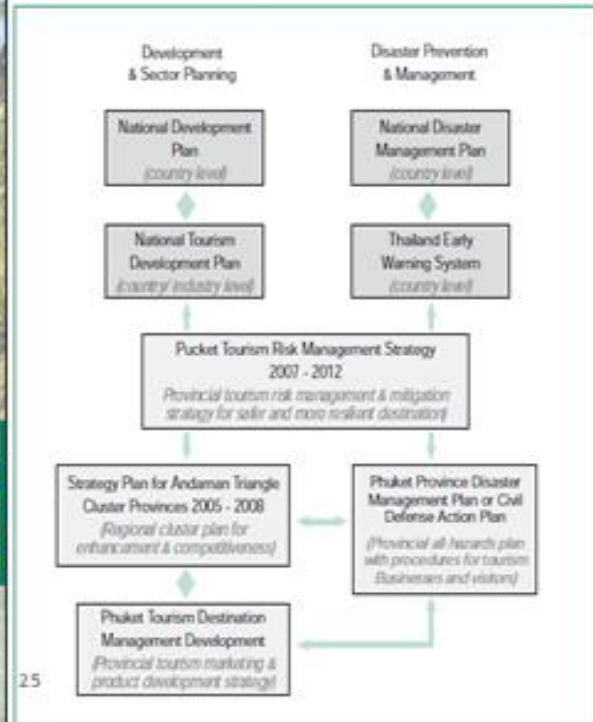 Development
& Sector Planning
Disaster Prevention
& Management
National Development
Plan
(country level)
National Disaster
Management Plan
(country level)
National Tourism
Development Plan
(country/ industry level)
Thailand Early
Warning System
(country level)
Pucket Tourism Risk Management Strategy
2007 - 2012
(Provincial tourism risk management & mitigation
strategy for safer and more resilient destination)
Strategy Plan for Andaman Triangle
Cluster Provinces 2005 - 2008
(Regional cluster plan for
enhancement & competitiveness)
Phuket Province Disaster
Management Plan or Civil
Defense Action Plan
(Provincial all-hazards plan
with procedures for tourism
Businesses and visitors)
Phuket Tourism Destination
Management Development
(Provincial tourism marketing &
product development strategy)
25